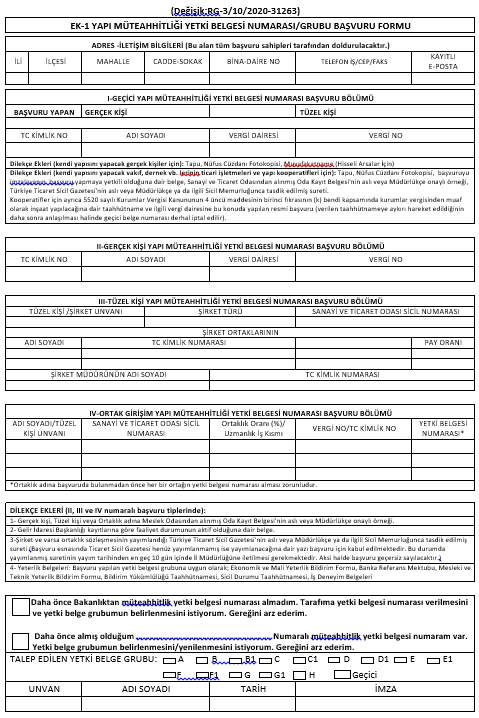 (Değişik:RG-3/10/2020-31263)
EK-1 YAPI MÜTEAHHİTLİĞİ YETKİ BELGESİ NUMARASI/GRUBU BAŞVURU FORMU
ADRES -İLETİŞİM BİLGİLERİ (Bu alan tüm başvuru sahipleri tarafından doldurulacaktır.)
İLİ İLÇESİ MAHALLE CADDE-SOKAK BİNA-DAİRE NO TELEFON İŞ/CEP/FAKS KAYITLI E-POSTA
I-GEÇİCİ YAPI MÜTEAHHİTLİĞİ YETKİ BELGESİ NUMARASI BAŞVURU BÖLÜMÜ
BAŞVURU YAPAN GERÇEK KİŞİ TÜZEL KİŞİ
TC KİMLİK NO ADI SOYADI VERGİ DAİRESİ VERGİ NO
Dilekçe Ekleri (kendi yapısını yapacak gerçek kişiler için): Tapu, Nüfus Cüzdanı Fotokopisi, Muvafakatname (Hisseli Arsalar İçin)
Dilekçe Ekleri (kendi yapısını yapacak vakıf, dernek vb. lerinin ticari işletmeleri ve yapı kooperatifleri için): Tapu, Nüfus Cüzdanı Fotokopisi, başvuruyu
başvuru yapmaya yetkili olduğuna dair belge, Sanayi ve Ticaret Odasından Alınmış Oda Kayıt Belgesi'nin aslı veya Müdürlükçe onaylı örneği,
Türkiye Ticaret Sicil Gazetesi'nin aslı veya Müdürlükçe ya da ilgili Sicil Memurluğunca tasdik edilmiş sureti.
Kooperatifler için ayrıca 5520 sayılı Kurumlar Vergisi Kanununun 4 üncü maddesinin birinci fıkrasının (k) bendi kapsamında kurumlar vergisinden muaf
olarak inşaat yapılacağına dair taahhütname ve ilgili vergi dairesine bu konuda yapılan resmi başvuru (verilen taahhütnameye aykırı hareket edildiğinin
daha sonra anlaşılması halinde geçici belge numarası derhal iptal edilir).
II-GERÇEK KİŞİ YAPI MÜTEAHHİTLİĞİ YETKİ BELGESİ NUMARASI BAŞVURU BÖLÜMÜ
TC KİMLİK NO ADI SOYADI VERGİ DAİRESİ VERGİ NO
III-TÜZEL KİŞİ YAPI MÜTEAHHİTLİĞİ YETKİ BELGESİ NUMARASI BAŞVURU BÖLÜMÜ
TÜZEL KİŞİ /ŞİRKET UNVANI ŞİRKET TÜRÜ SANAYİ VE TİCARET ODASI SİCİL NUMARASI
ŞİRKET ORTAKLARININ
ADI SOYADI TC KİMLİK NUMARASI PAY ORANI
ŞİRKET MÜDÜRÜNÜN ADI SOYADI TC KİMLİK NUMARASI
IV-ORTAK GİRİŞİM YAPI MÜTEAHHİTLİĞİ YETKİ BELGESİ NUMARASI BAŞVURU BÖLÜMÜ
ADI SOYADI/TÜZEL KİŞİ UNVANI SANAYİ VE TİCARET ODASI SİCİL NUMARASI Ortaklık Oranı (%)/ Uzmanlık İş Kısmı VERGİ NO/TC KİMLİK NO YETKİ BELGESİ NUMARASI*
*Ortaklık adına başvuruda bulunulmadan önce her bir ortağın yetki belgesi numarası alması zorunludur.
DİLEKÇE EKLERİ (II, III ve IV numaralı başvuru tiplerinde):
1- Gerçek kişi, Tüzel kişi veya Ortaklık adına Meslek Odasından alınmış Oda Kayıt Belgesi'nin aslı veya Müdürlükçe onaylı örneği.
2- Gelir İdaresi Başkanlığı kayıtlarına göre faaliyet durumunun aktif olduğuna dair belge.
3-Şirket ve varsa ortaklık sözleşmesinin yayımlandığı Türkiye Ticaret Sicil Gazetesi'nin aslı veya Müdürlükçe ya da ilgili Sicil Memurluğunca tasdik edilmiş
sureti.(Başvuru esnasında Ticaret Sicil Gazetesi henüz yayımlanmamış ise yayımlanacağına dair yazı başvuru için kabul edilmektedir. Bu durumda
yayımlanmış suretinin yayım tarihinden en geç 10 gün içinde İl Müdürlüğüne iletilmesi gerekmektedir. Aksi halde başvuru geçersiz sayılacaktır.)
4- Yeterlik Belgeleri: Başvuru yapılan yetki belgesi grubuna uygun olarak; Ekonomik ve Mali Yeterlik Bildirim Formu, Banka Referans Mektubu, Mesleki ve
Teknik Yeterlik Bildirim Formu, Bildirim Yükümlülüğü Taahhütnamesi, Sicil Durumu Taahhütnamesi, İş Deneyim Belgeleri
Daha önce Bakanlıktan müteahhitlik yetki belgesi numarası almadım. Tarafıma yetki belgesi numarası verilmesini
ve yetki belge grubumun belirlenmesini istiyorum. Gereğini arz ederim.
Daha önce almış olduğum ........................................ Numaralı müteahhitlik yetki belgesi numaram var.
Yetki belge grubumun belirlenmesini/yenilenmesini istiyorum. Gereğini arz ederim.
TALEP EDİLEN YETKİ BELGE GRUBU: A B B1 C C1 D D1 E E1
F F1 G G1 H Geçici
UNVAN ADI SOYADI TARİH İMZA